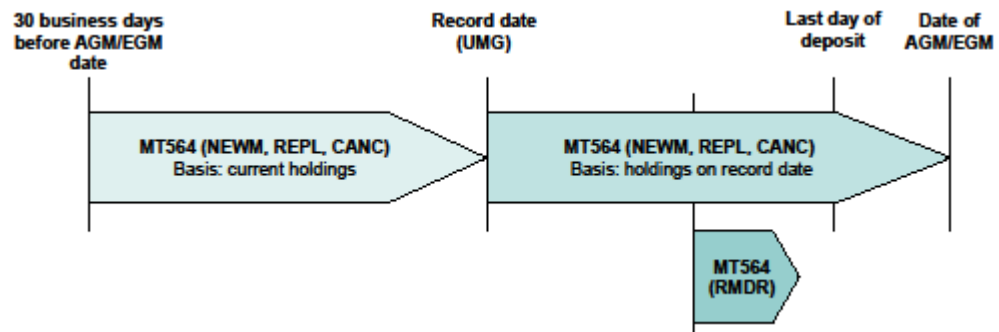 30 business days
before AGM/EGM
date
Record date
(UMG)
Last day of
deposit
Date of
AGM/EGM
MT564 (NEWM, REPL, CANC)
Basis: current holdings
MT564 (NEWM, REPL, CANC)
Basis: holdings on record date
MT564
(RMDR)